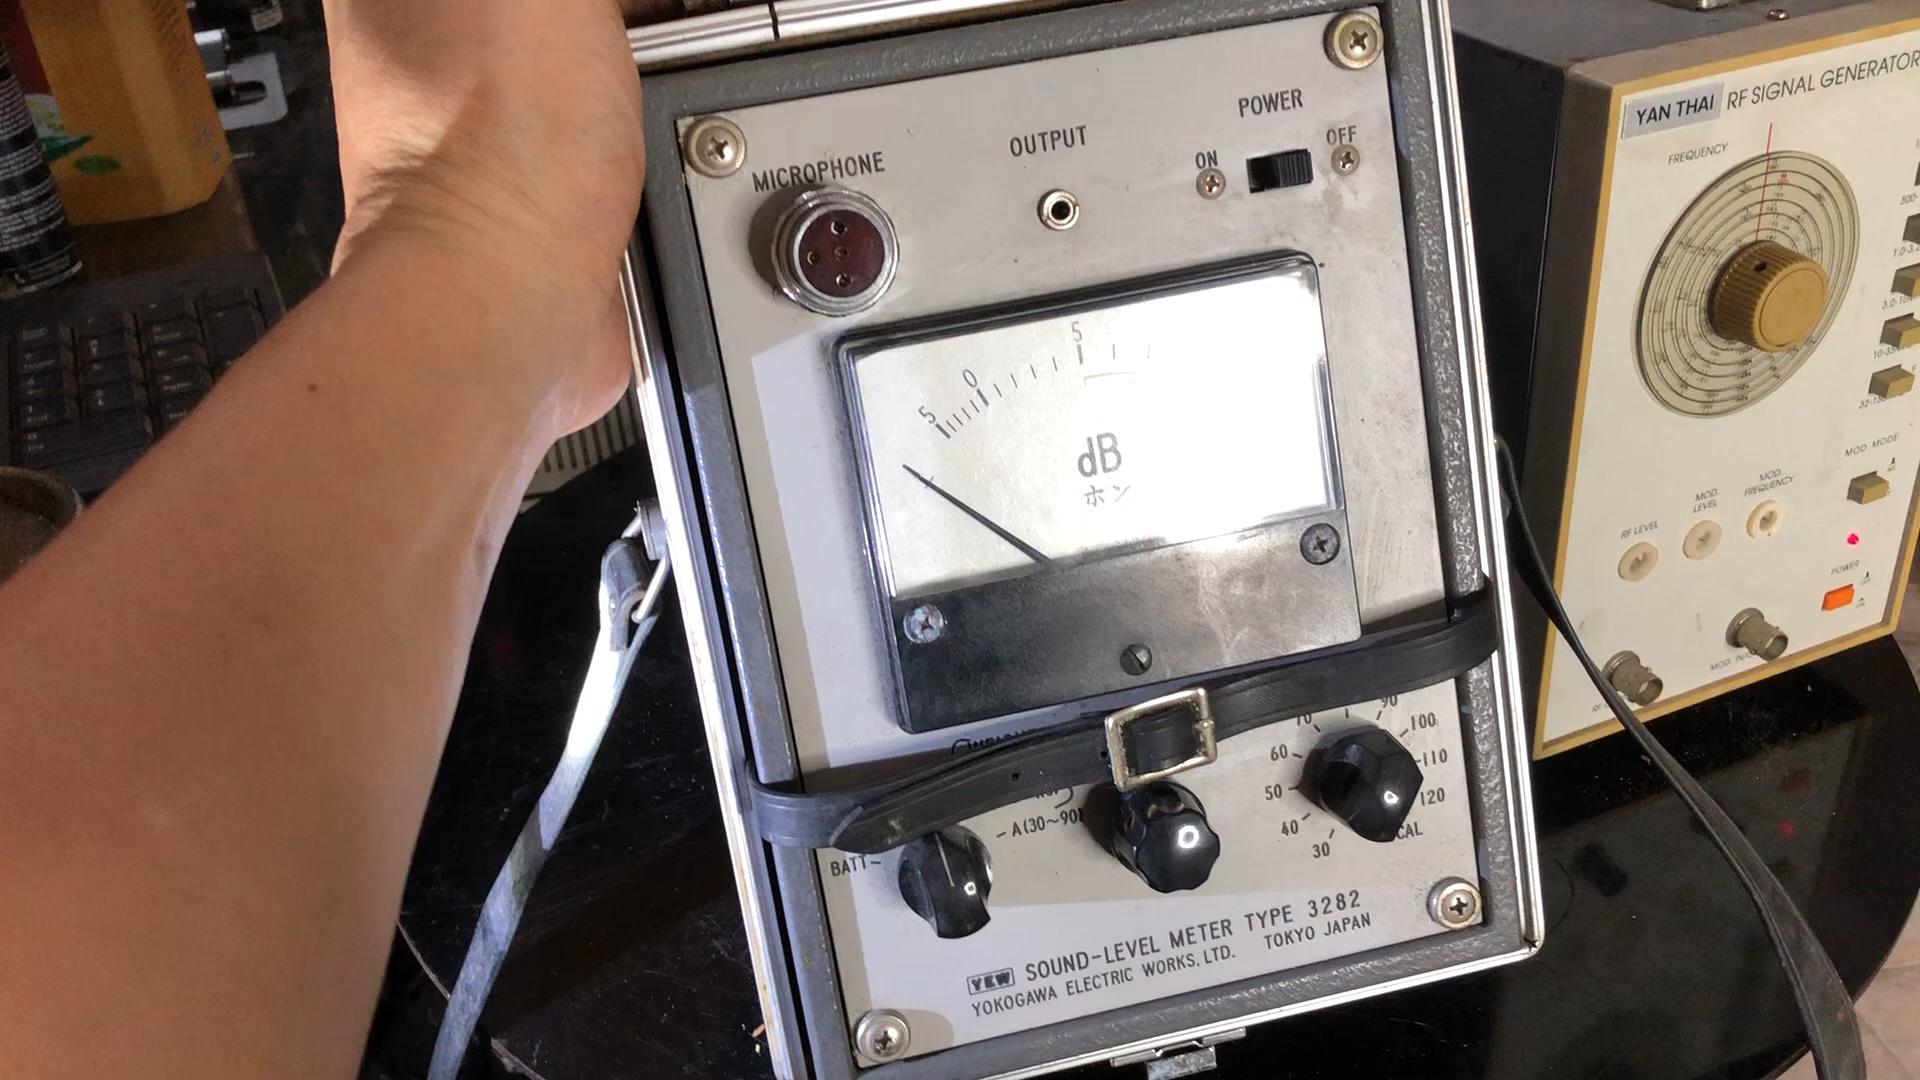 MICROPHONE
OUTPUT
POWER
ON
OFF
5
0
5
dB
ホン
BATT
A(30~90)
30
40
50
60
70
90
100
110
120
CAL
YEW SOUND-LEVEL METER TYPE 3282
YOKOGAWA ELECTRIC WORKS. LTD. TOKYO JAPAN
YAN THAI RF SIGNAL GENERATOR
FREQUENCY
MOD. MODE
RF LEVEL
MOD. LEVEL
MOD. FREQUENCY
POWER